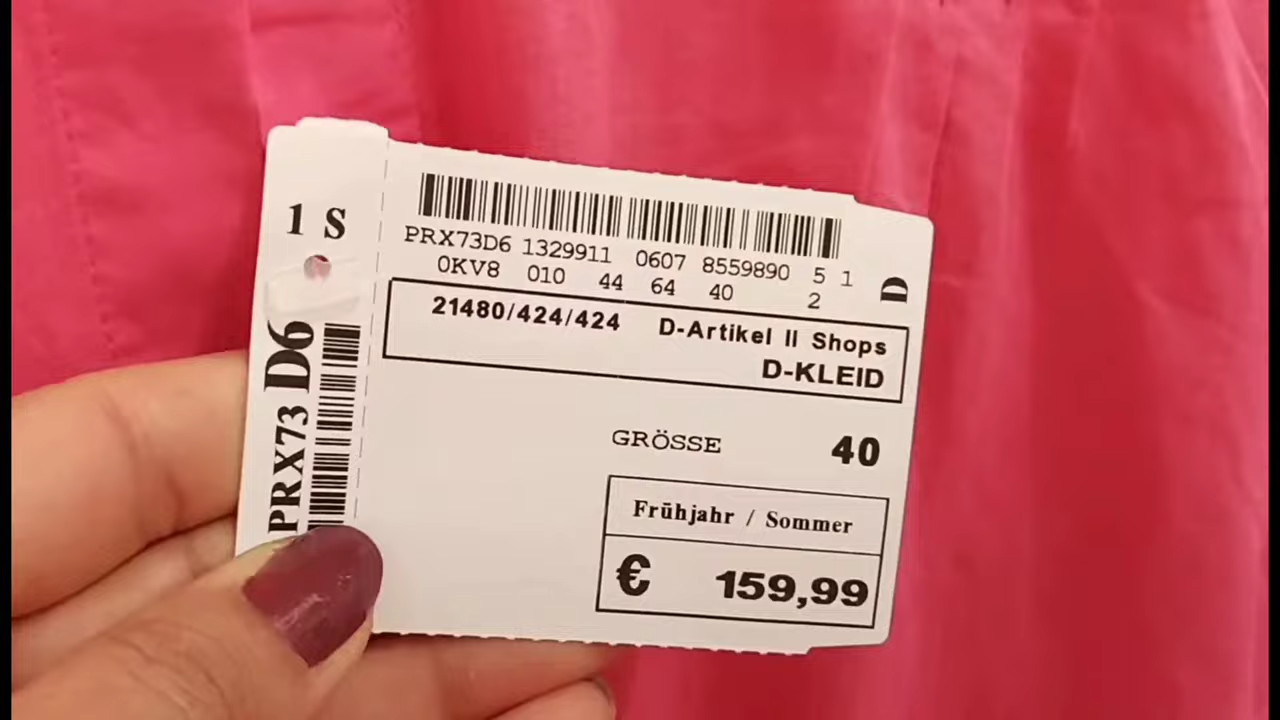 1 S
PRX73 D6
PRX73D6 1329911 0607 8559890 5 1
0KV8 010 44 64 40 2
D
21480/424/424 D-Artikel II Shops
D-KLEID
GRÖSSE 40
Frühjahr / Sommer
€ 159,99